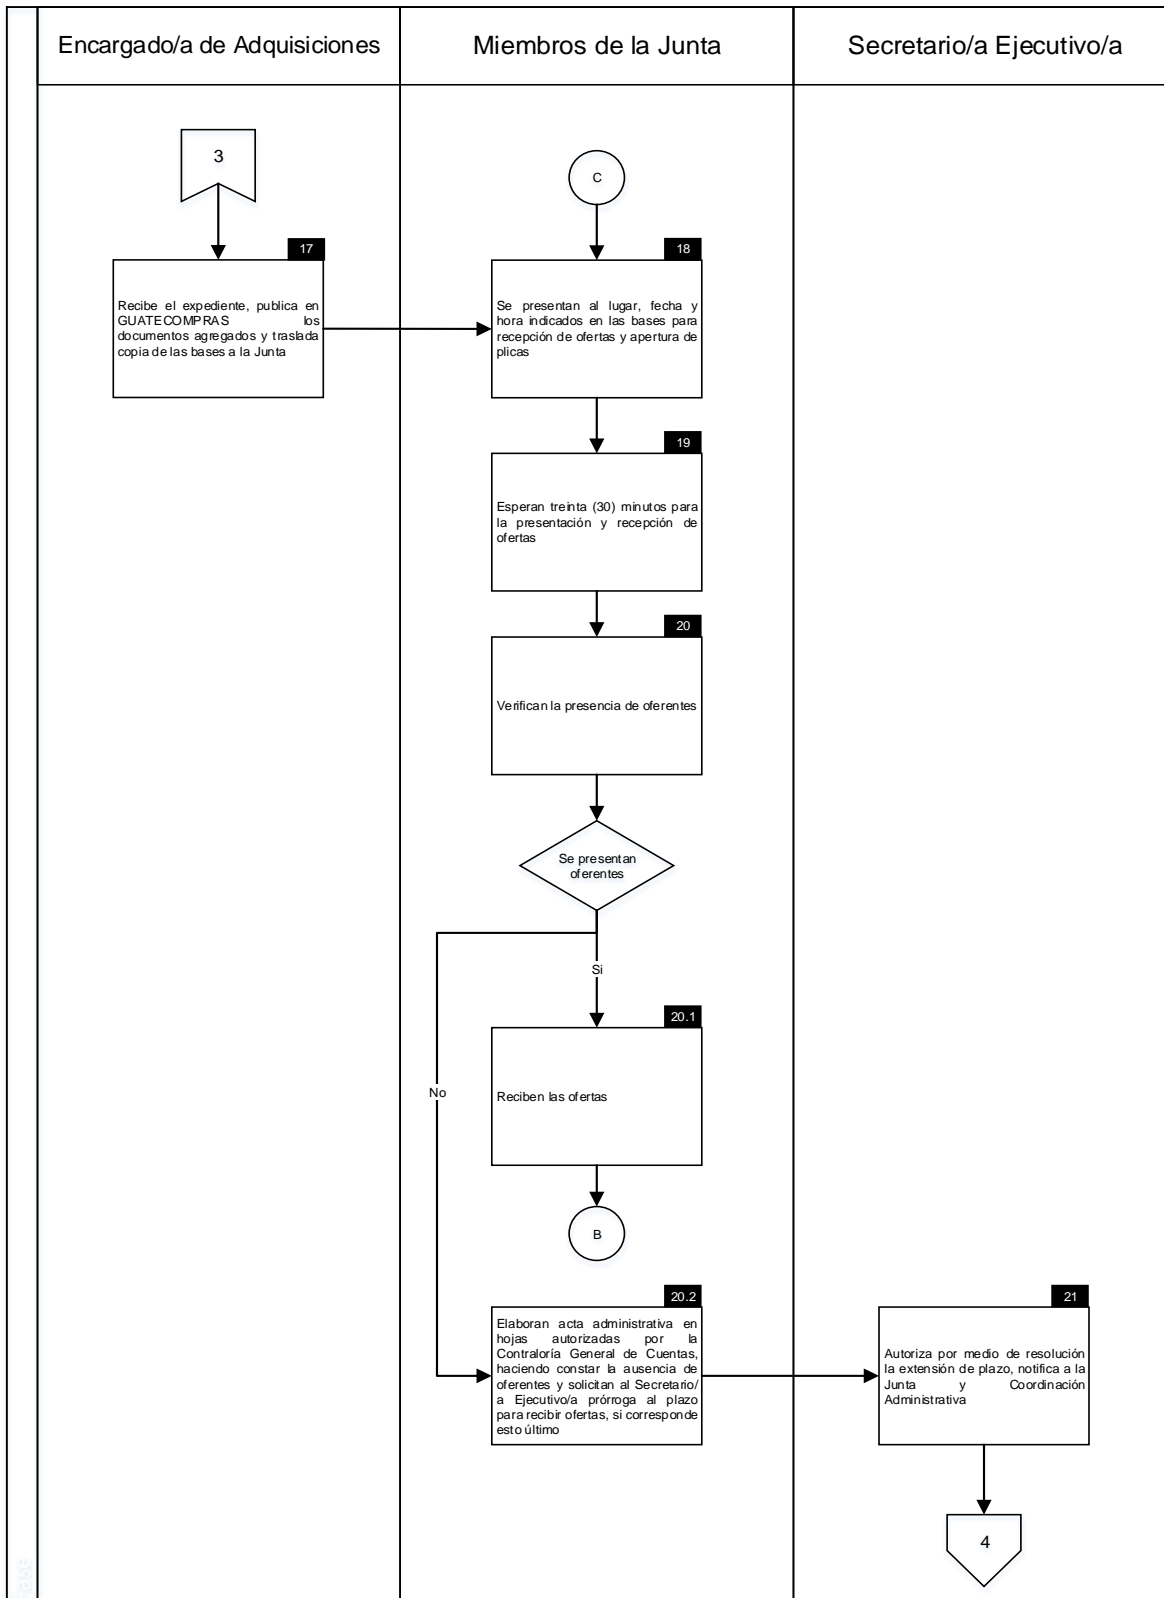 Encargado/a de Adquisiciones
Miembros de la Junta
Secretario/a Ejecutivo/a
3
C
17
Recibe el expediente, publica en
GUATECOMPRAS los
documentos agregados y traslada
copia de las bases a la Junta
18
Se presentan al lugar, fecha y
hora indicados en las bases para
recepción de ofertas y apertura de
plicas
19
Esperan treinta (30) minutos para
la presentación y recepción de
ofertas
20
Verifican la presencia de oferentes
Se presentan
oferentes
Si
No
20.1
Reciben las ofertas
B
20.2
Elaboran acta administrativa en
hojas autorizadas por la
Contraloría General de Cuentas,
haciendo constar la ausencia de
oferentes y solicitan al Secretario/
a Ejecutivo/a prórroga al plazo
para recibir ofertas, si corresponde
esto último
21
Autoriza por medio de resolución
la extensión de plazo, notifica a la
Junta y Coordinación
Administrativa
4
Fase